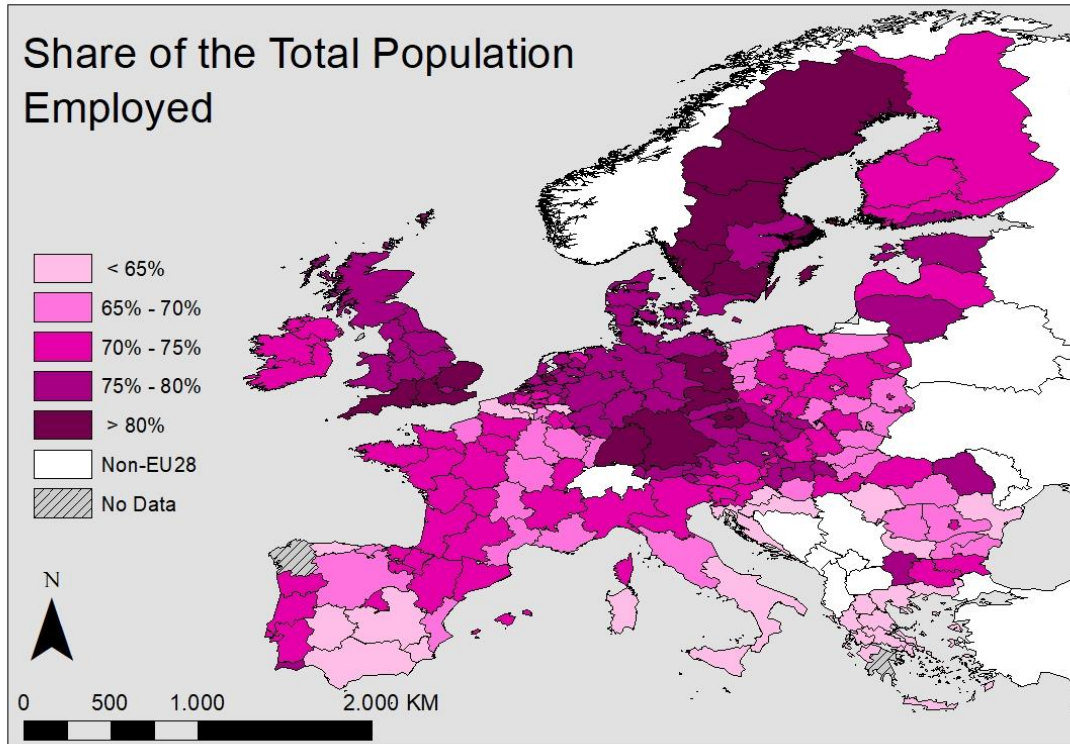 Share of the Total Population
Employed
< 65%
65% - 70%
70% - 75%
75% - 80%
> 80%
Non-EU28
No Data
N
0 500 1.000 2.000 KM